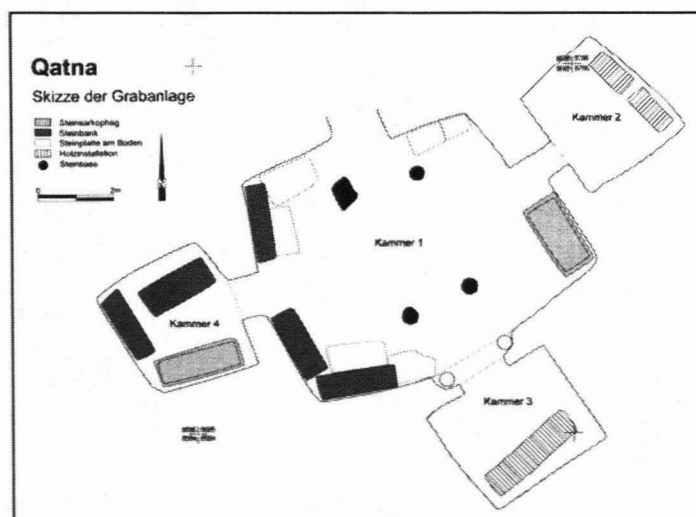 Qatna
Skizze der Grabanlage
Steinsarkophag
Steinbank
Steinplatte am Boden
Holzinstallation
Steinbase
0 2m
Kammer 2
Kammer 1
Kammer 4
Kammer 3